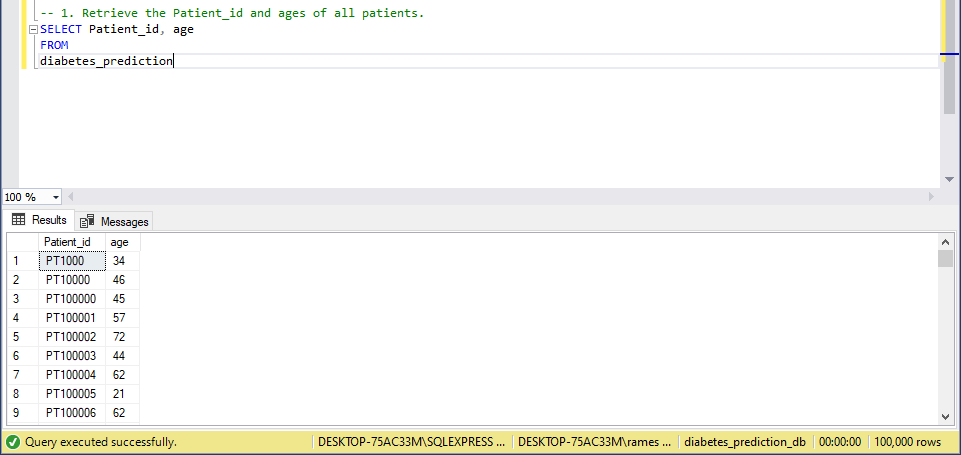 -- 1. Retrieve the Patient_id and ages of all patients.
SELECT Patient_id, age
FROM
diabetes_prediction
100 %
Results Messages
Patient_id age
1 PT1000 34
2 PT10000 46
3 PT100000 45
4 PT100001 57
5 PT100002 72
6 PT100003 44
7 PT100004 62
8 PT100005 21
9 PT100006 62
Query executed successfully. DESKTOP-75AC33M\SQLEXPRESS ... DESKTOP-75AC33M\rames ... diabetes_prediction_db 00:00:00 100,000 rows